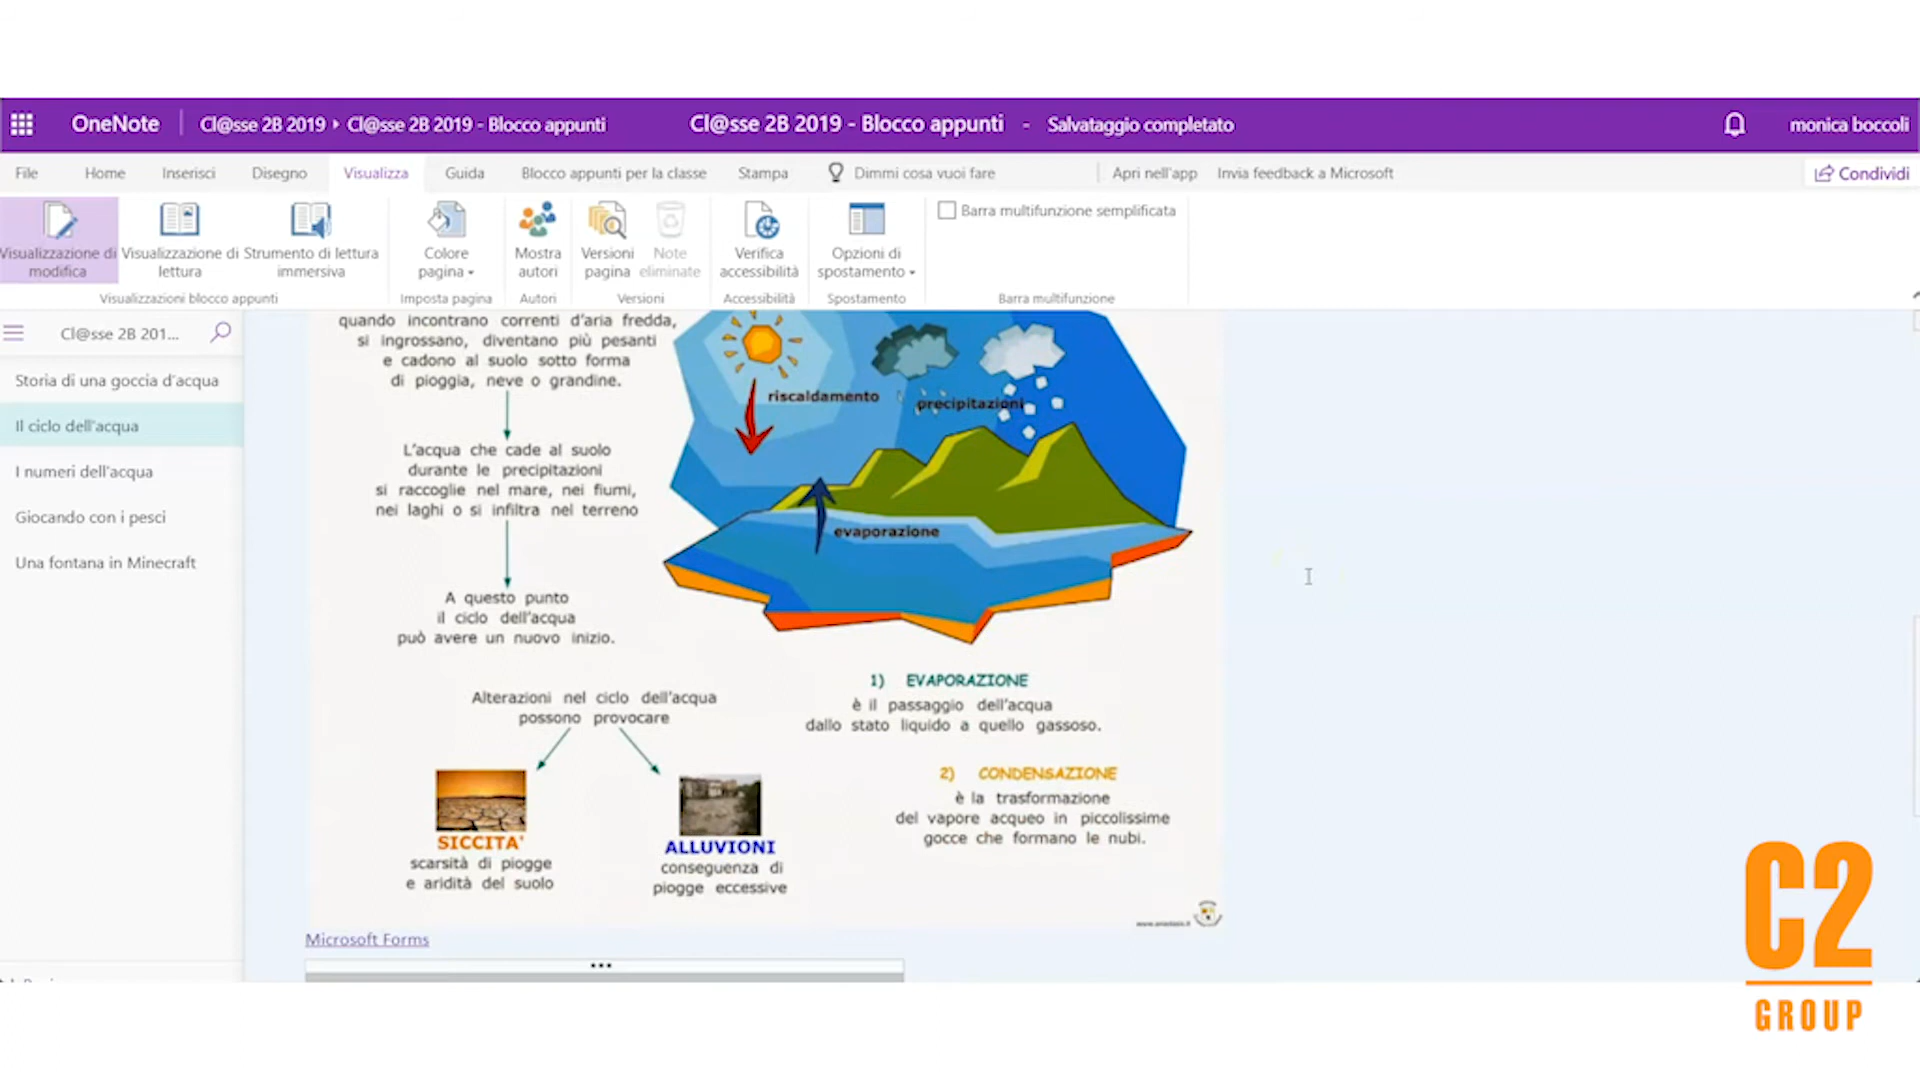 OneNote
Cl@sse 2B 2019 › Cl@sse 2B 2019 - Blocco appunti
Cl@sse 2B 2019 - Blocco appunti - Salvataggio completato
monica boccoli
File Home Inserisci Disegno Visualizza Guida Blocco appunti per la classe Stampa Dimmi cosa vuoi fare Apri nell'app Invia feedback a Microsoft Condividi
Visualizzazione di modifica
Visualizzazione di lettura
Strumento di lettura immersiva
Colore pagina
Mostra autori
Versioni pagina
Note eliminate
Verifica accessibilità
Opzioni di spostamento
Barra multifunzione semplificata
Visualizzazioni blocco appunti
Imposta pagina
Autori
Versioni
Accessibilità
Spostamento
Barra multifunzione
Cl@sse 2B 201...
Storia di una goccia d'acqua
Il ciclo dell'acqua
I numeri dell'acqua
Giocando con i pesci
Una fontana in Minecraft
quando incontrano correnti d'aria fredda,
si ingrossano, diventano più pesanti
e cadono al suolo sotto forma
di pioggia, neve o grandine.
L'acqua che cade al suolo
durante le precipitazioni
si raccoglie nel mare, nei fiumi,
nei laghi o si infiltra nel terreno
A questo punto
il ciclo dell'acqua
può avere un nuovo inizio.
riscaldamento
precipitazioni
evaporazione
Alterazioni nel ciclo dell'acqua
possono provocare
SICCITA'
scarsità di piogge
e aridità del suolo
ALLUVIONI
conseguenza di
piogge eccessive
1) EVAPORAZIONE
è il passaggio dell'acqua
dallo stato liquido a quello gassoso.
2) CONDENSAZIONE
è la trasformazione
del vapore acqueo in piccolissime
gocce che formano le nubi.
Microsoft Forms
C2
GROUP